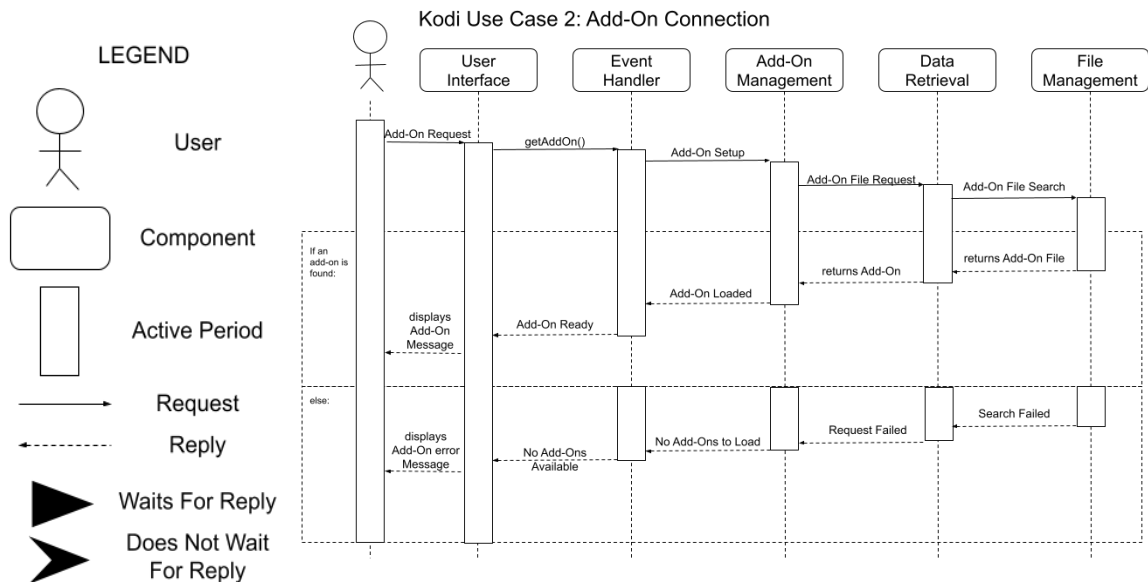 Kodi Use Case 2: Add-On Connection
LEGEND
User
Component
Active Period
Request
Reply
Waits For Reply
Does Not Wait
For Reply
User
Interface
Event
Handler
Add-On
Management
Data
Retrieval
File
Management
Add-On Request
getAddOn()
Add-On Setup
Add-On File Request
Add-On File Search
If an
add-on is
found:
returns Add-On File
returns Add-On
Add-On Loaded
Add-On Ready
displays
Add-On
Message
else:
Search Failed
Request Failed
No Add-Ons to Load
No Add-Ons
Available
displays
Add-On error
Message